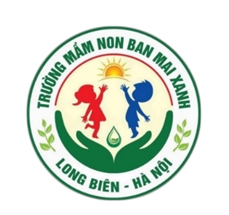 TRƯỜNG MẦM NON BAN MAI XANH
LONG BIÊN - HÀ NỘI